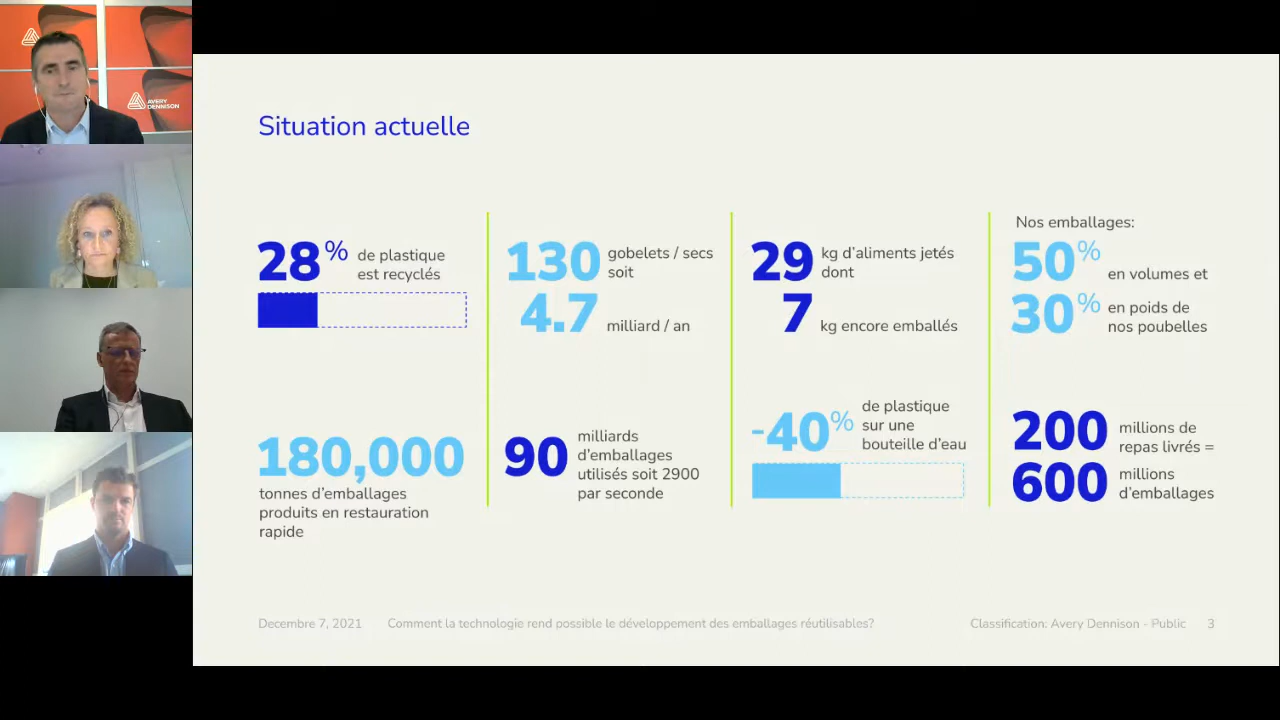 AVERY
DENNISON
Situation actuelle
28% de plastique
est recyclés
130 gobelets / secs
soit
4.7 milliard / an
29 kg d’aliments jetés
dont
7 kg encore emballés
Nos emballages:
50% en volumes et
30% en poids de
nos poubelles
180,000
tonnes d’emballages
produits en restauration
rapide
90 milliards
d’emballages
utilisés soit 2900
par seconde
-40% de plastique
sur une
bouteille d’eau
200 millions de
repas livrés =
600 millions
d’emballages
Decembre 7, 2021 Comment la technologie rend possible le développement des emballages réutilisables? Classification: Avery Dennison - Public 3